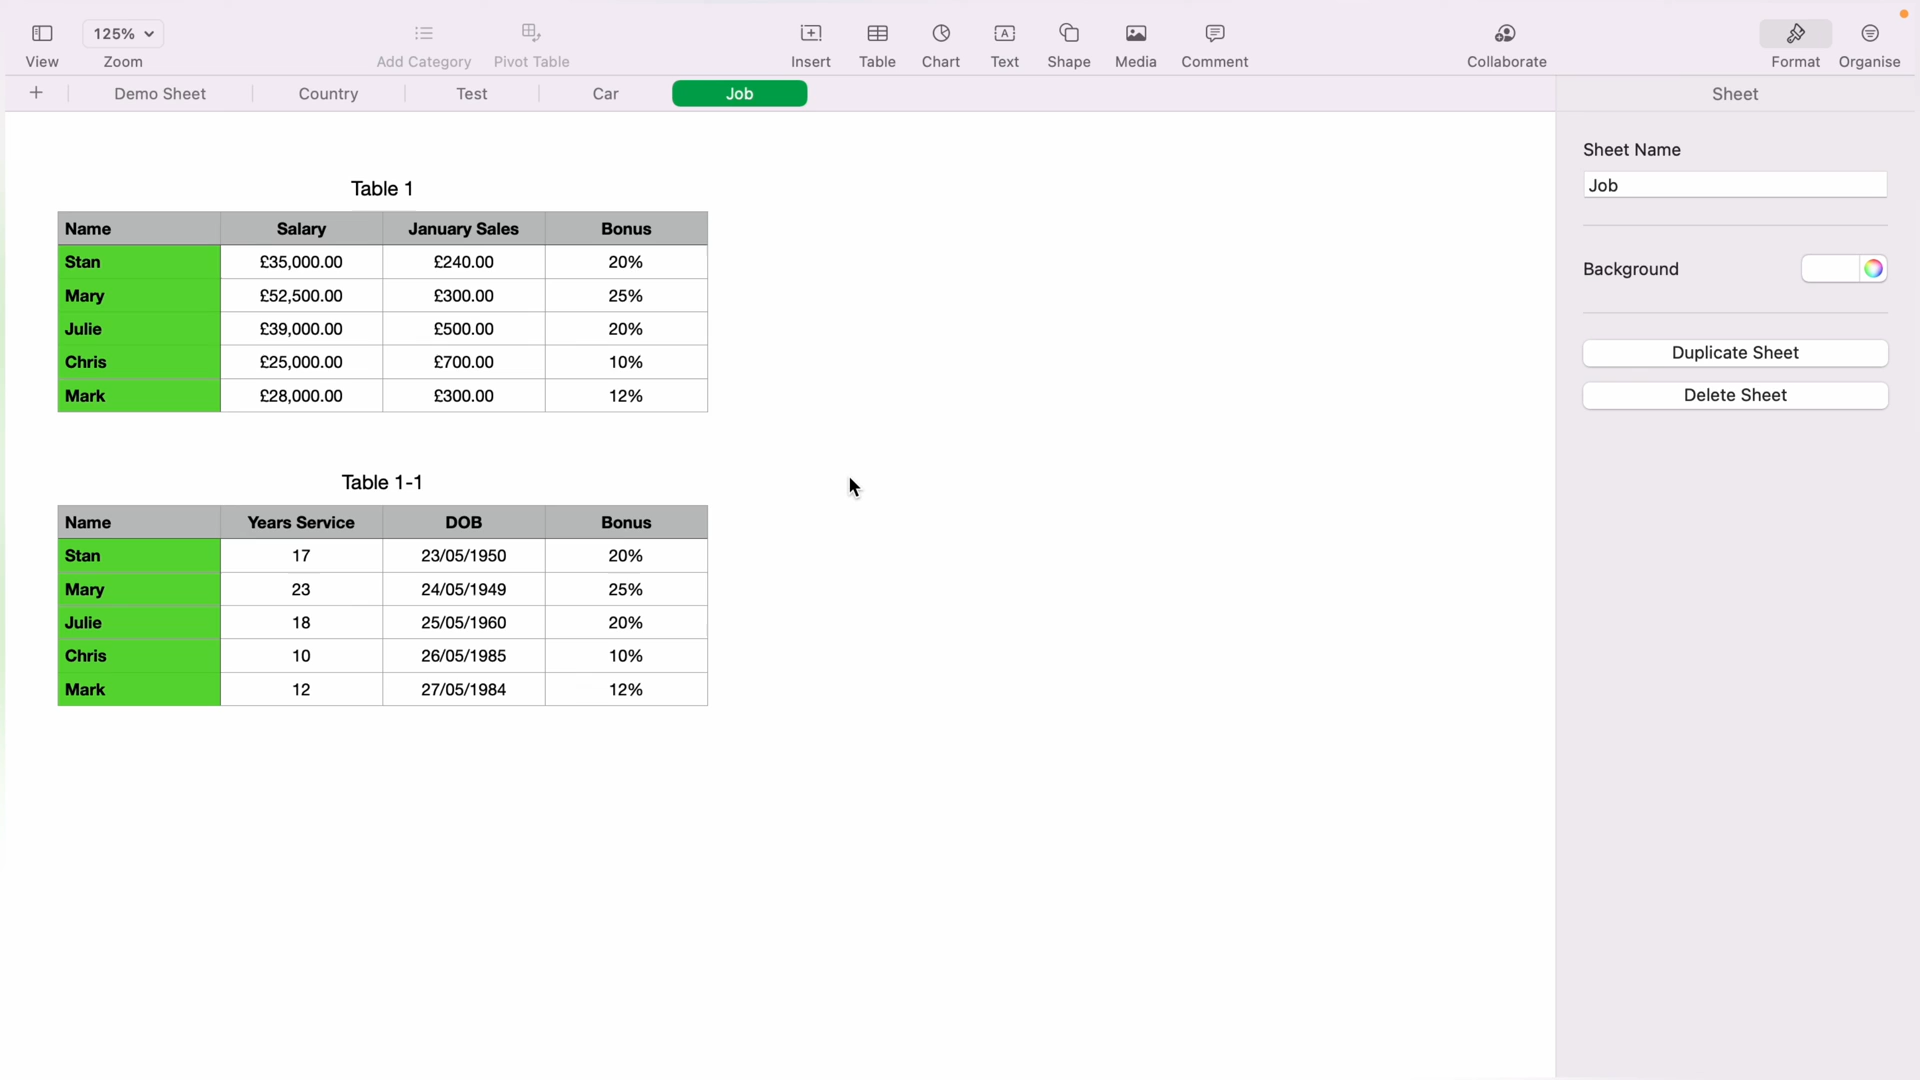 125%
View Zoom Add Category Pivot Table Insert Table Chart Text Shape Media Comment Collaborate Format Organise
+ Demo Sheet Country Test Car Job Sheet
Table 1
Name Salary January Sales Bonus
Stan £35,000.00 £240.00 20%
Mary £52,500.00 £300.00 25%
Julie £39,000.00 £500.00 20%
Chris £25,000.00 £700.00 10%
Mark £28,000.00 £300.00 12%
Table 1-1
Name Years Service DOB Bonus
Stan 17 23/05/1950 20%
Mary 23 24/05/1949 25%
Julie 18 25/05/1960 20%
Chris 10 26/05/1985 10%
Mark 12 27/05/1984 12%
Sheet Name
Job
Background
Duplicate Sheet
Delete Sheet